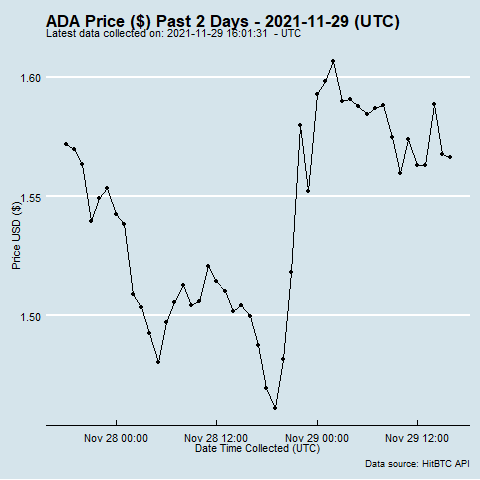 ADA Price ($) Past 2 Days - 2021-11-29 (UTC)
Latest data collected on: 2021-11-29 16:01:31 - UTC
1.60
1.55
1.50
Price USD ($)
Nov 28 00:00 Nov 28 12:00 Nov 29 00:00 Nov 29 12:00
Date Time Collected (UTC)
Data source: HitBTC API